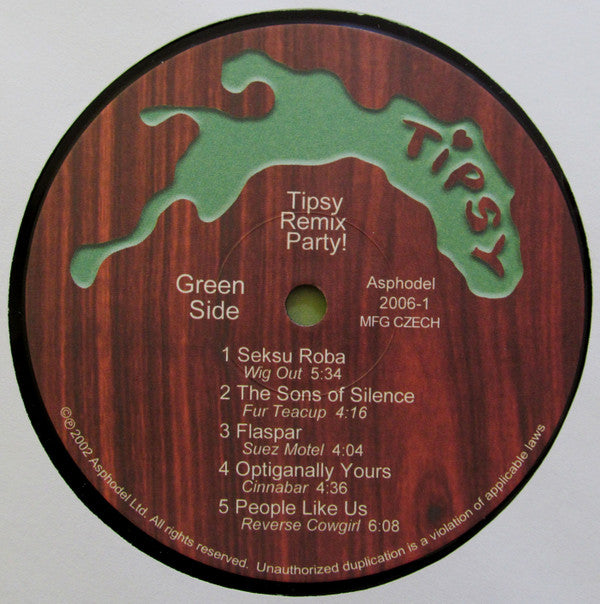 TiPSY
Tipsy
Remix
Party!
Green
Side
Asphodel
2006-1
MFG CZECH
1 Seksu Roba
Wig Out 5:34
2 The Sons of Silence
Fur Teacup 4:16
3 Flaspar
Suez Motel 4:04
4 Optiganally Yours
Cinnabar 4:36
5 People Like Us
Reverse Cowgirl 6:08
©℗2002 Asphodel Ltd. All rights reserved. Unauthorized duplication is a violation of applicable laws